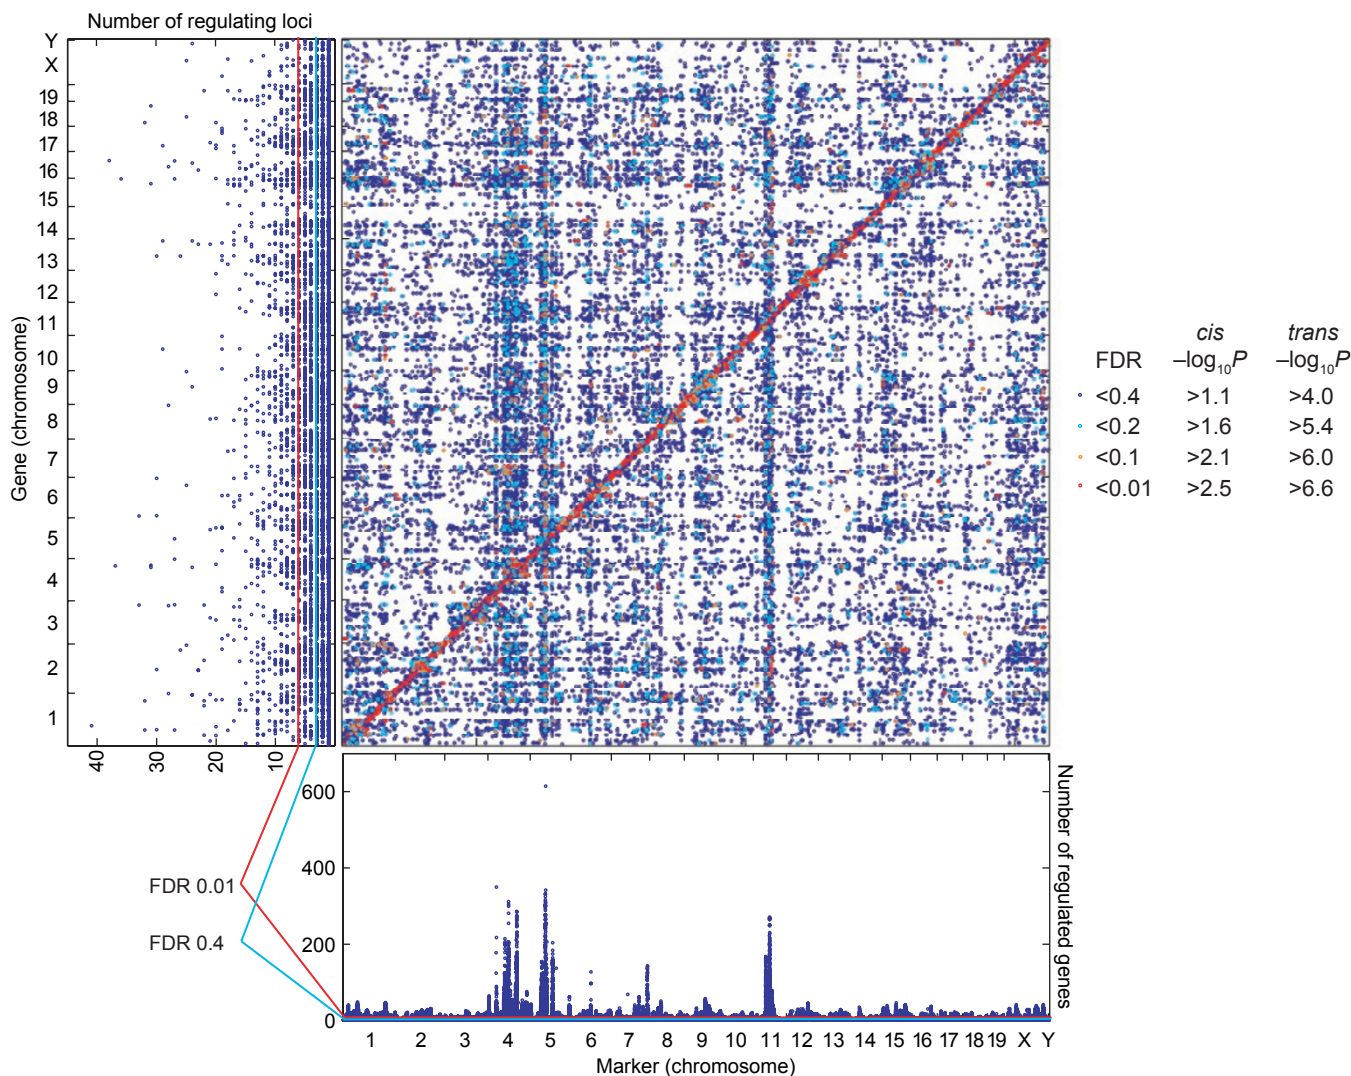 Number of regulating loci
Y
X
19
18
17
16
15
14
13
12
11
10
9
8
7
6
5
4
3
2
1
Gene (chromosome)
40
30
20
10
cis
trans
FDR
–log10P
–log10P
<0.4 >1.1 >4.0
<0.2 >1.6 >5.4
<0.1 >2.1 >6.0
<0.01 >2.5 >6.6
600
400
200
0
Number of regulated genes
FDR 0.01
FDR 0.4
1 2 3 4 5 6 7 8 9 10 11 12 13 14 15 16 17 18 19 X Y
Marker (chromosome)